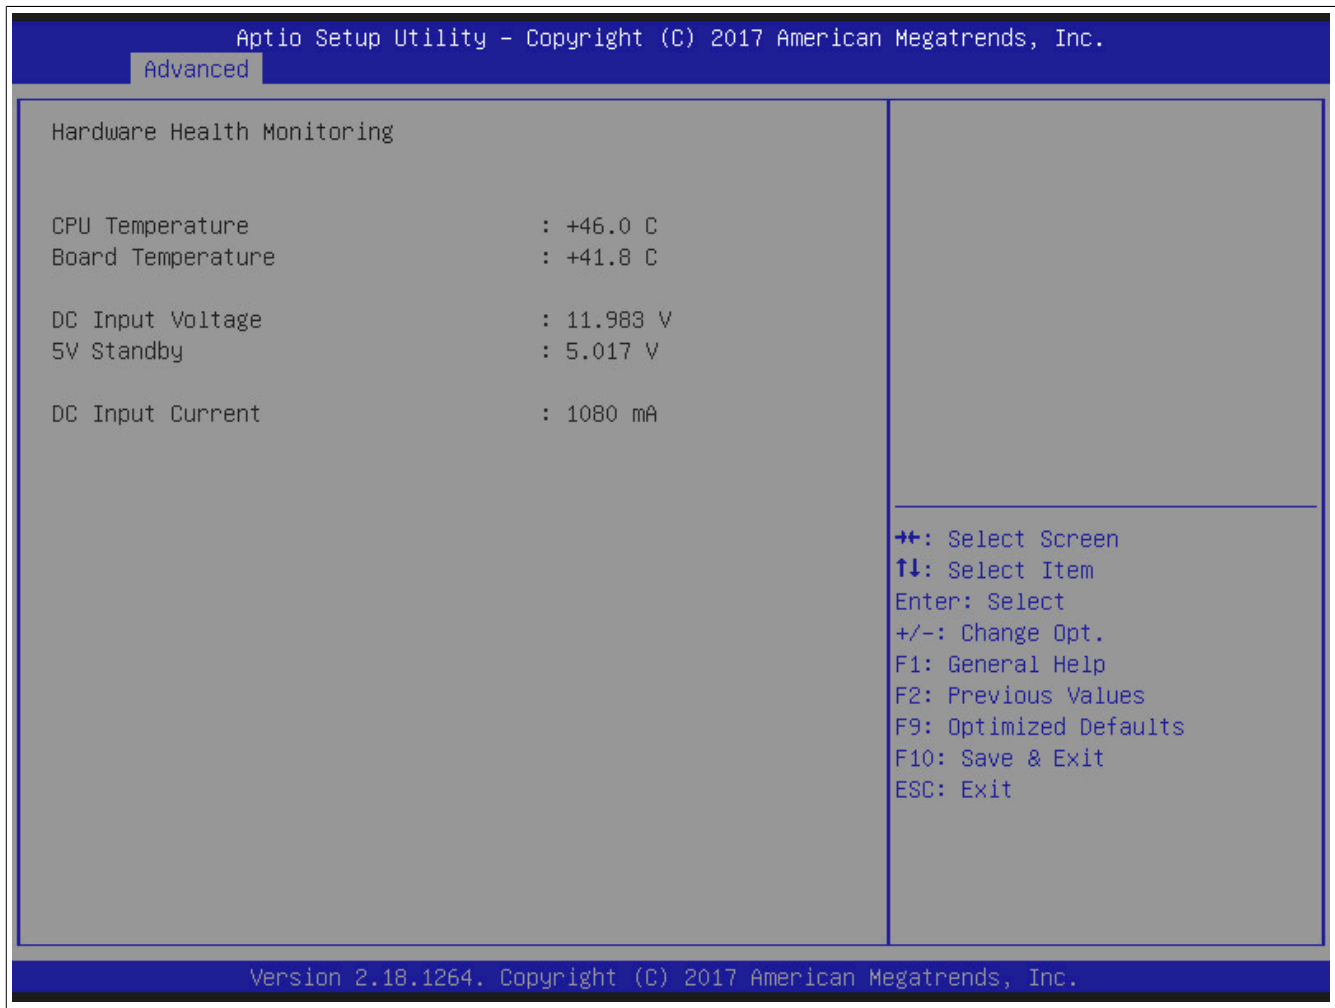 Aptio Setup Utility – Copyright (C) 2017 American Megatrends, Inc.
Advanced
Hardware Health Monitoring
CPU Temperature : +46.0 C
Board Temperature : +41.8 C
DC Input Voltage : 11.983 V
5V Standby : 5.017 V
DC Input Current : 1080 mA
→←: Select Screen
↑↓: Select Item
Enter: Select
+/-: Change Opt.
F1: General Help
F2: Previous Values
F9: Optimized Defaults
F10: Save & Exit
ESC: Exit
Version 2.18.1264. Copyright (C) 2017 American Megatrends, Inc.